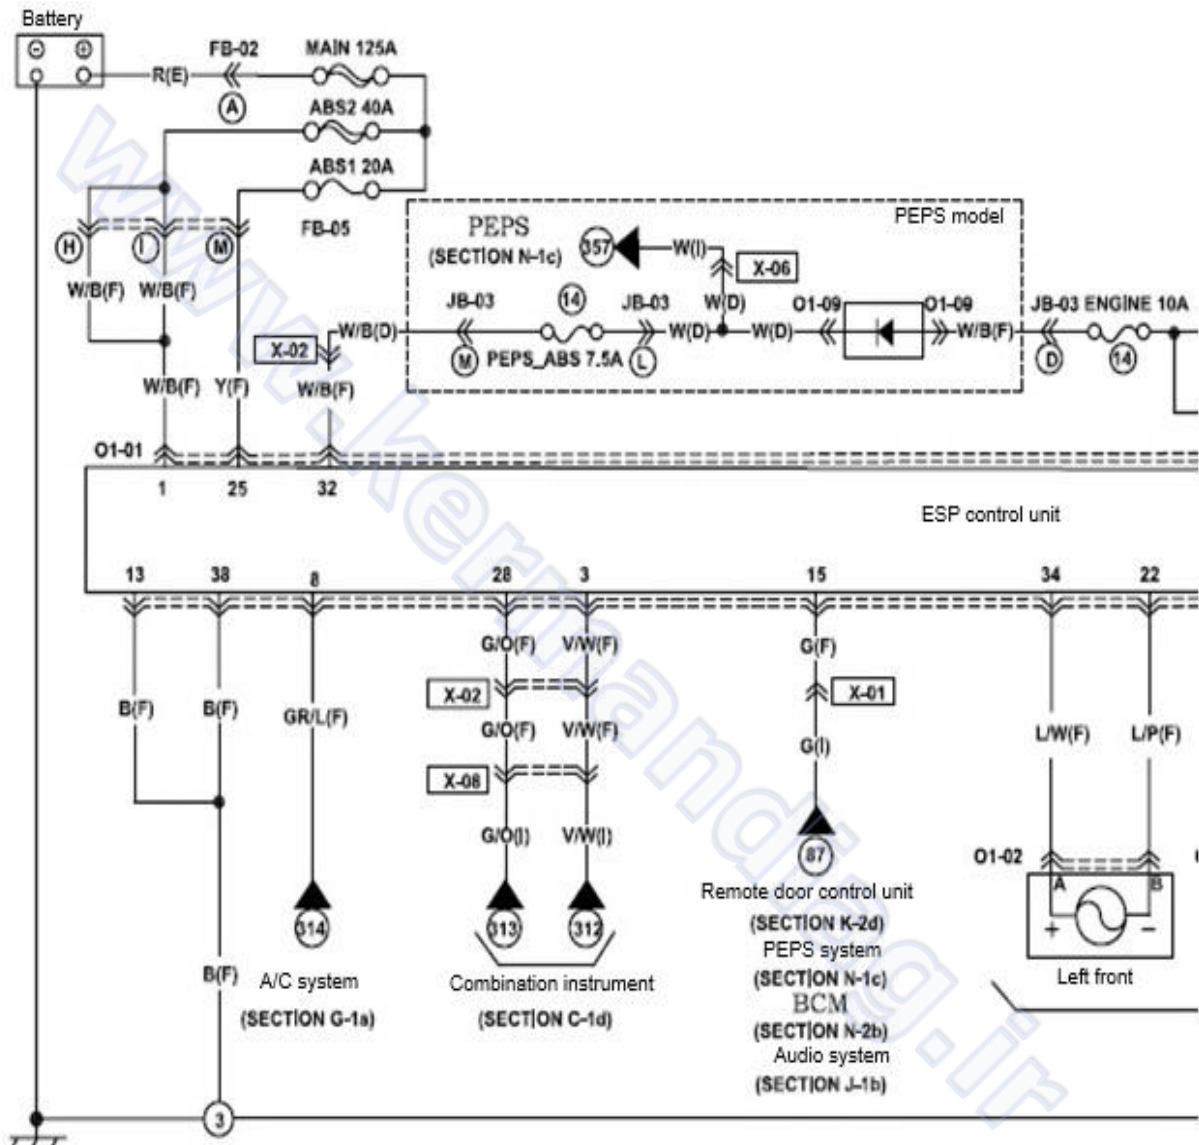 Battery
FB-02
MAIN 125A
R(E)
A
ABS2 40A
ABS1 20A
FB-05
H
I
M
W/B(F)
W/B(F)
W/B(F)
Y(F)
X-02
W/B(D)
W/B(F)
PEPS model
PEPS
(SECTION N-1c)
357
W(I)
X-06
JB-03
14
JB-03
W(D)
O1-09
O1-09
JB-03 ENGINE 10A
W(D)
W(D)
W/B(F)
M
PEPS_ABS 7.5A
L
D
14
O1-01
1
25
32
ESP control unit
13
38
8
28
3
15
34
22
G/O(F)
V/W(F)
G(F)
X-02
X-01
B(F)
B(F)
GR/L(F)
G/O(F)
V/W(F)
G(I)
L/W(F)
L/P(F)
X-08
G/O(I)
V/W(I)
87
O1-02
A
B
+
-
Left front
314
313
312
B(F)
A/C system
(SECTION G-1a)
Combination instrument
(SECTION C-1d)
Remote door control unit
(SECTION K-2d)
PEPS system
(SECTION N-1c)
BCM
(SECTION N-2b)
Audio system
(SECTION J-1b)
3
www.kermandiag.ir